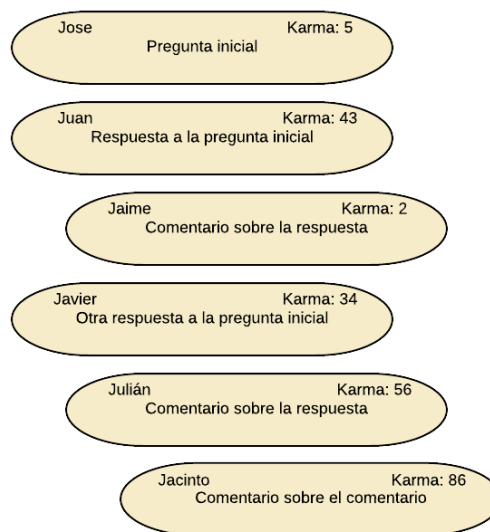 Jose Karma: 5
Pregunta inicial
Juan Karma: 43
Respuesta a la pregunta inicial
Jaime Karma: 2
Comentario sobre la respuesta
Javier Karma: 34
Otra respuesta a la pregunta inicial
Julián Karma: 56
Comentario sobre la respuesta
Jacinto Karma: 86
Comentario sobre el comentario